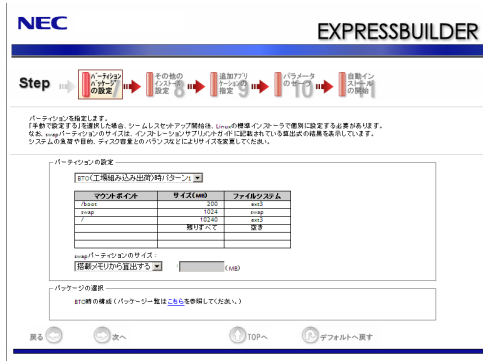 NEC
EXPRESSBUILDER
Step
パーティション
パッケージ
の設定
7
その他の
インストール
設定
8
追加アプリ
ケーションの
指定
9
パラメータ
のセーブ
10
自動イン
ストール
の開始
11
パーティションを指定します。
「手動で設定する」を選択した場合、シームレスセットアップ開始後、Linuxの標準インストーラで個別に設定する必要があります。
なお、swapパーティションのサイズは、インストレーションサプリメントガイドに記載されている算出式の結果を表示しています。
システムの負荷や目的、ディスク容量とのバランスなどによりサイズを変更してください。
パーティションの設定
BTO(工場組み込み出荷)時パターン1
マウントポイント サイズ(MB) ファイルシステム
/boot 200 ext3
swap 1024 swap
/ 10240 ext3
残りすべて 空き
swapパーティションのサイズ:
搭載メモリから算出する : (MB)
パッケージの選択
BTO時の構成(パッケージ一覧はこちらを参照してください。)
戻る 次へ TOPへ デフォルトへ戻す